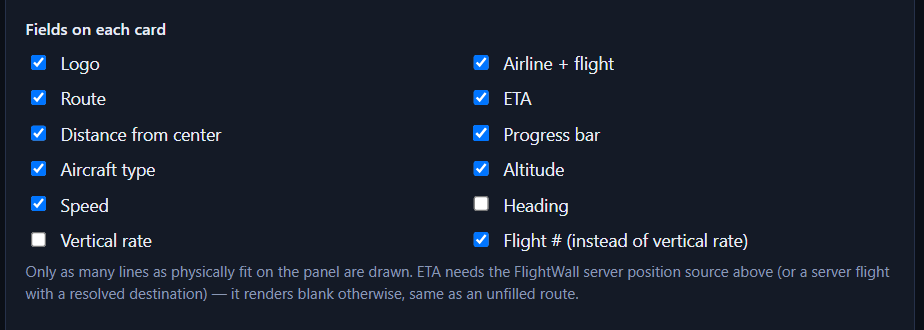 Fields on each card
Logo
Airline + flight
Route
ETA
Distance from center
Progress bar
Aircraft type
Altitude
Speed
Heading
Vertical rate
Flight # (instead of vertical rate)
Only as many lines as physically fit on the panel are drawn. ETA needs the FlightWall server position source above (or a server flight
with a resolved destination) — it renders blank otherwise, same as an unfilled route.